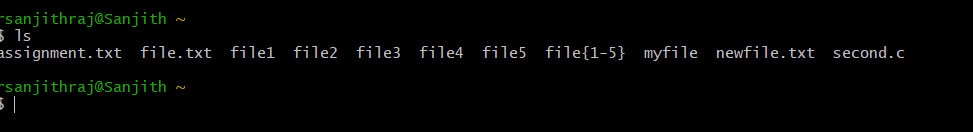 rsanjithraj@Sanjith ~
$ ls
assignment.txt  file.txt  file1  file2  file3  file4  file5  file{1-5}  myfile  newfile.txt  second.c
rsanjithraj@Sanjith ~
$